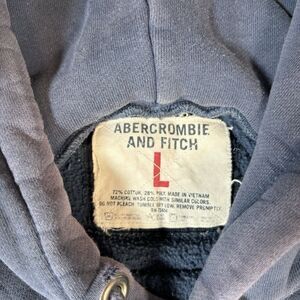 ABERCROMBIE
AND FITCH
L
72% COTTON, 28% POLY. MADE IN VIETNAM
MACHINE WASH COLD WITH SIMILAR COLORS
DO NOT BLEACH. TUMBLE DRY LOW. REMOVE PROMPTLY.